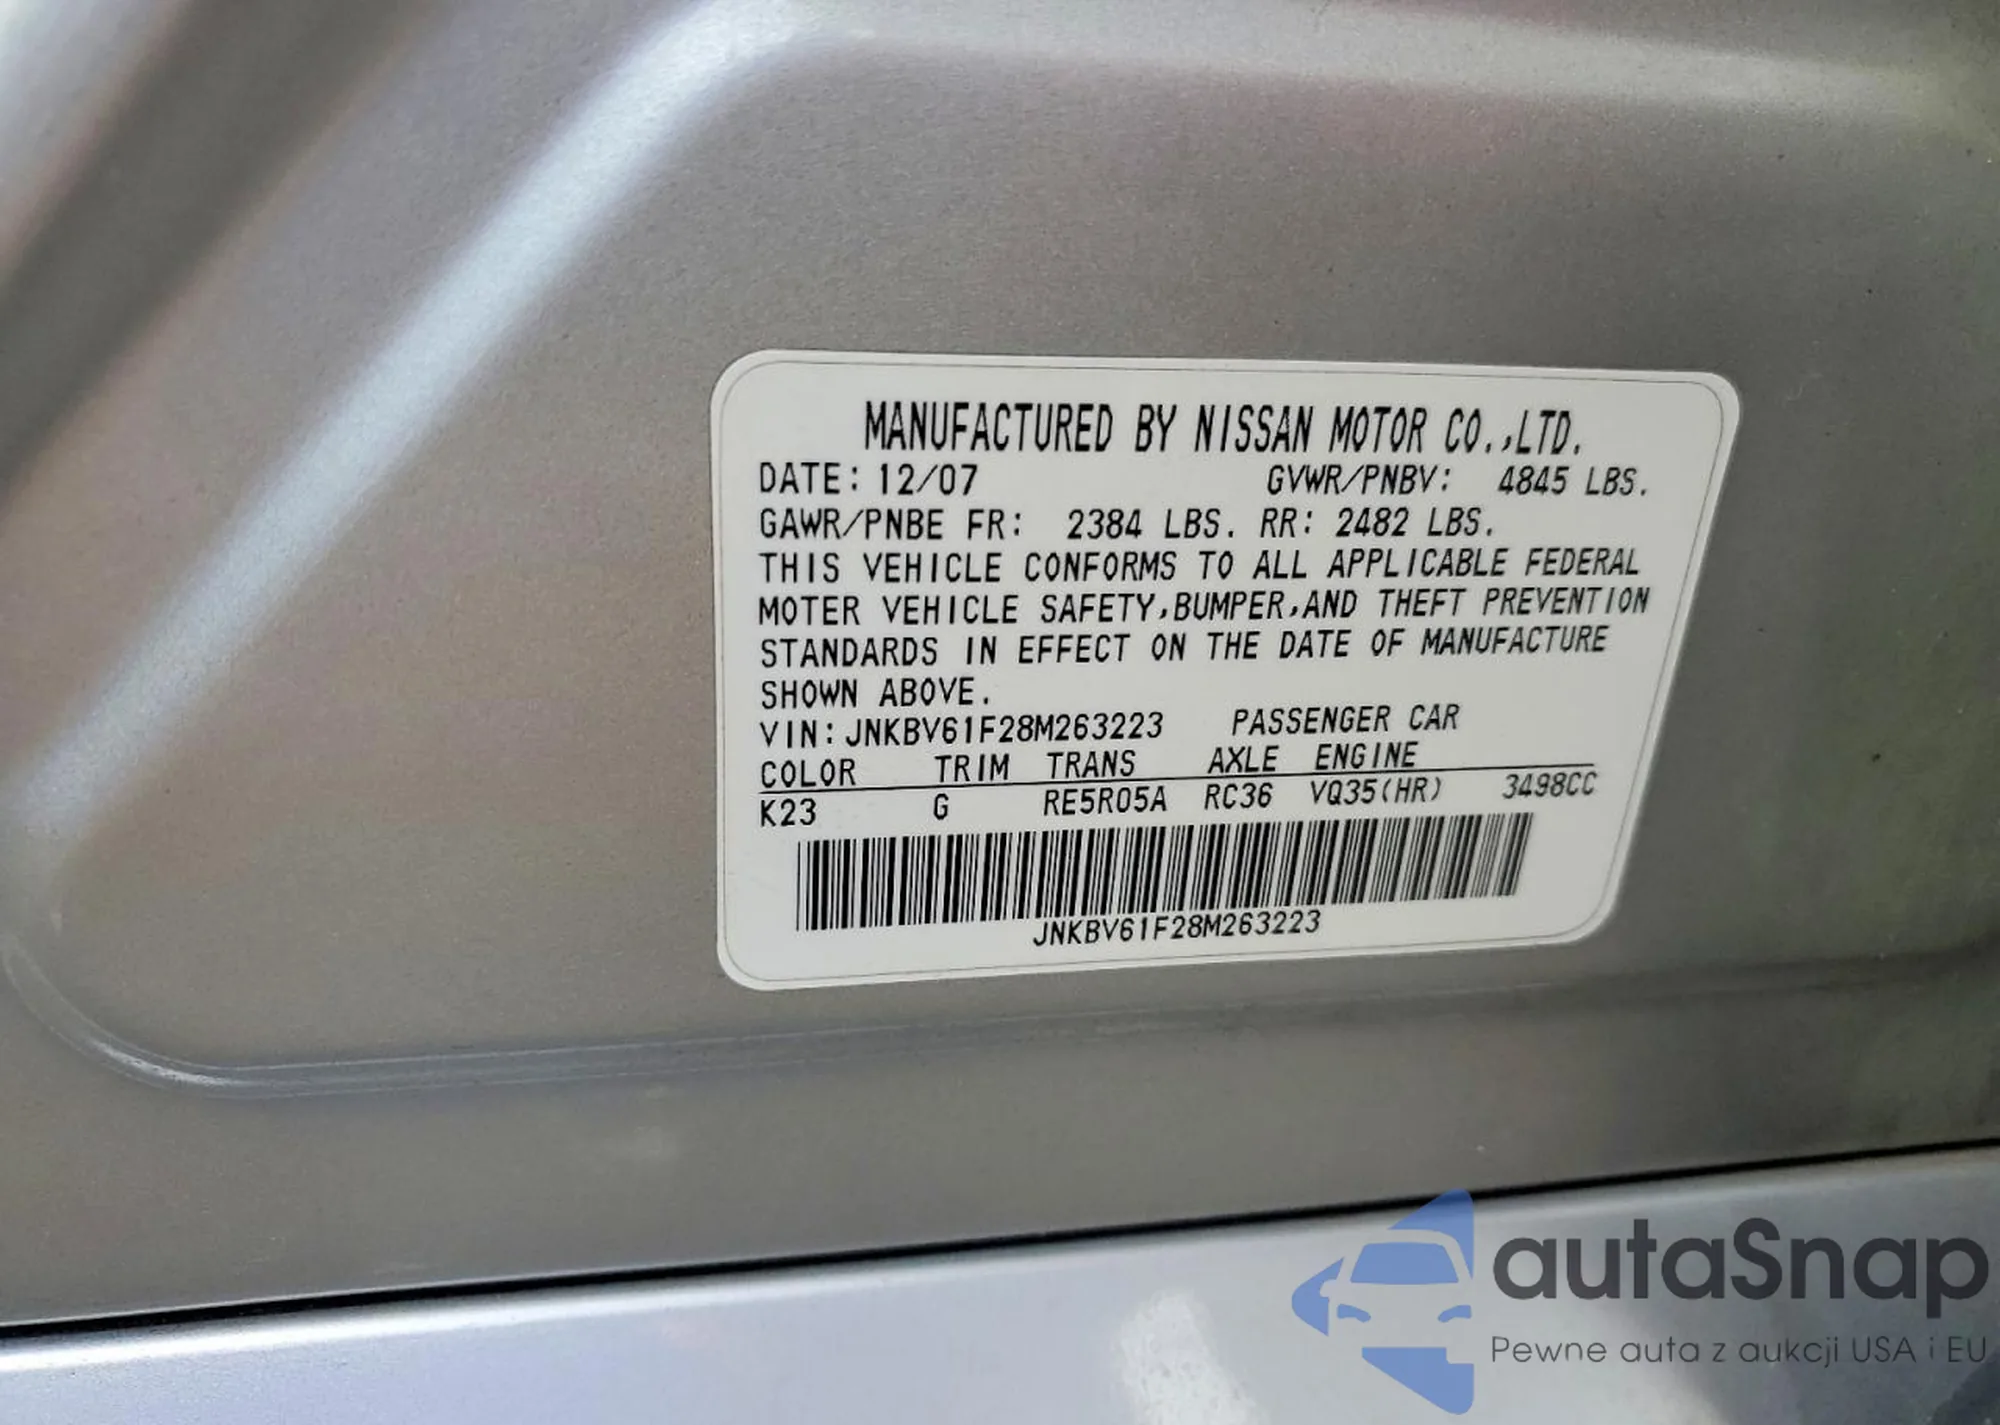 MANUFACTURED BY NISSAN MOTOR CO.,LTD.
DATE: 12/07 GVWR/PNBV: 4845 LBS.
GAWR/PNBE FR: 2384 LBS. RR: 2482 LBS.
THIS VEHICLE CONFORMS TO ALL APPLICABLE FEDERAL
MOTER VEHICLE SAFETY,BUMPER,AND THEFT PREVENTION
STANDARDS IN EFFECT ON THE DATE OF MANUFACTURE
SHOWN ABOVE.
VIN: JNKBV61F28M263223 PASSENGER CAR
COLOR TRIM TRANS AXLE ENGINE
K23 G RE5R05A RC36 VQ35(HR) 3498CC
JNKBV61F28M263223
autaSnap
Pewne auta z aukcji USA i EU